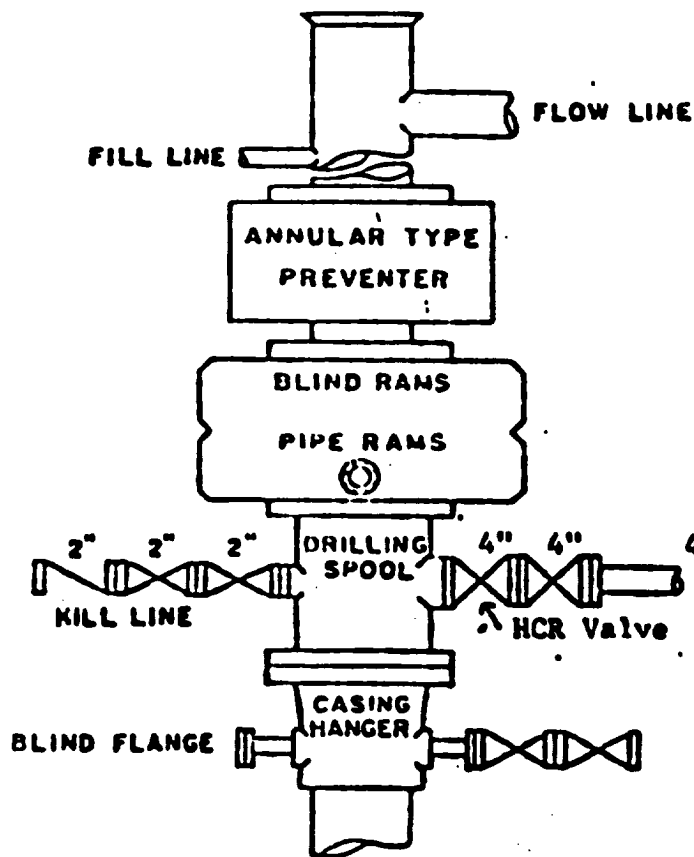 FLOW LINE
FILL LINE
ANNULAR TYPE
PREVENTER
BLIND RAMS
PIPE RAMS
2" 2" 2"
DRILLING
SPOOL
4" 4" 4
KILL LINE
HCR Valve
CASING
HANGER
BLIND FLANGE